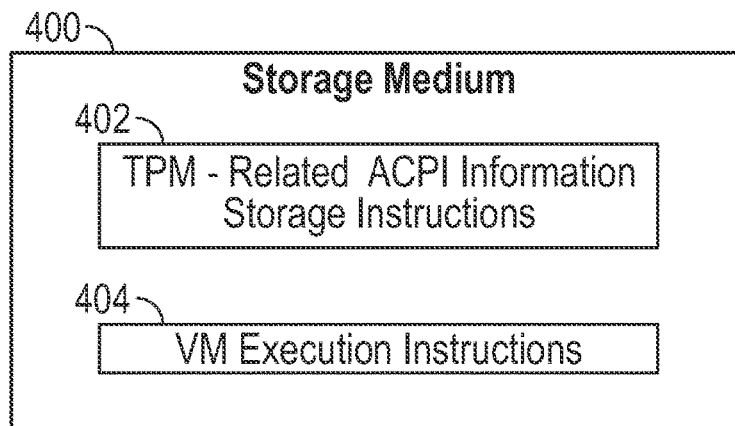 400
Storage Medium
402
TPM - Related ACPI Information
Storage Instructions
404
VM Execution Instructions